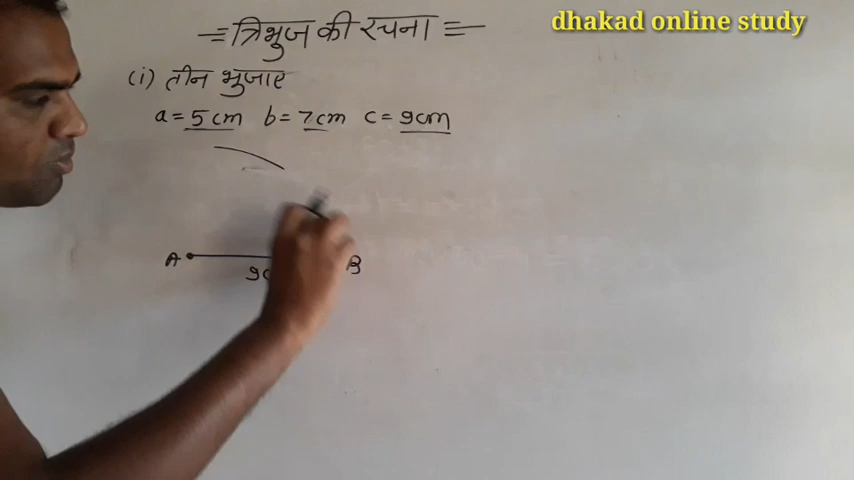 dhakad online study
त्रिभुज की रचना
(i) तीन भुजाए
a = 5 cm b = 7 cm c = 9 cm
A B